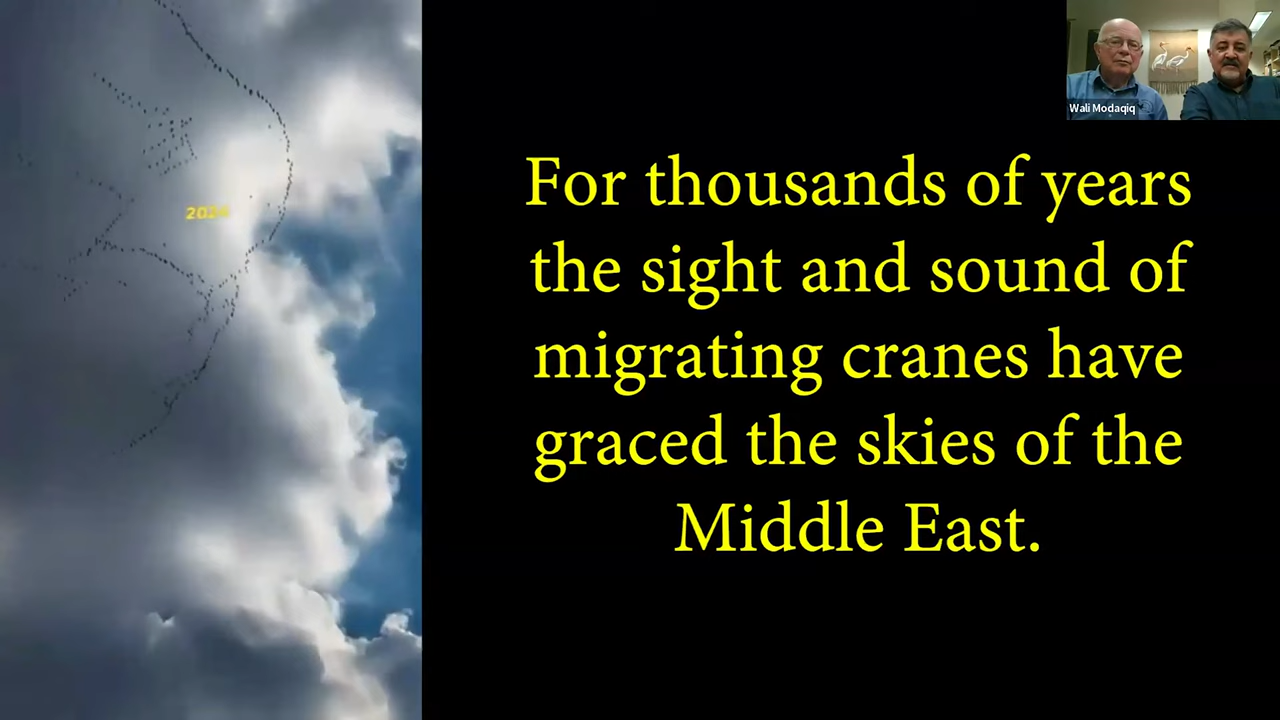 Wali Modaqiq
2024
For thousands of years
the sight and sound of
migrating cranes have
graced the skies of the
Middle East.